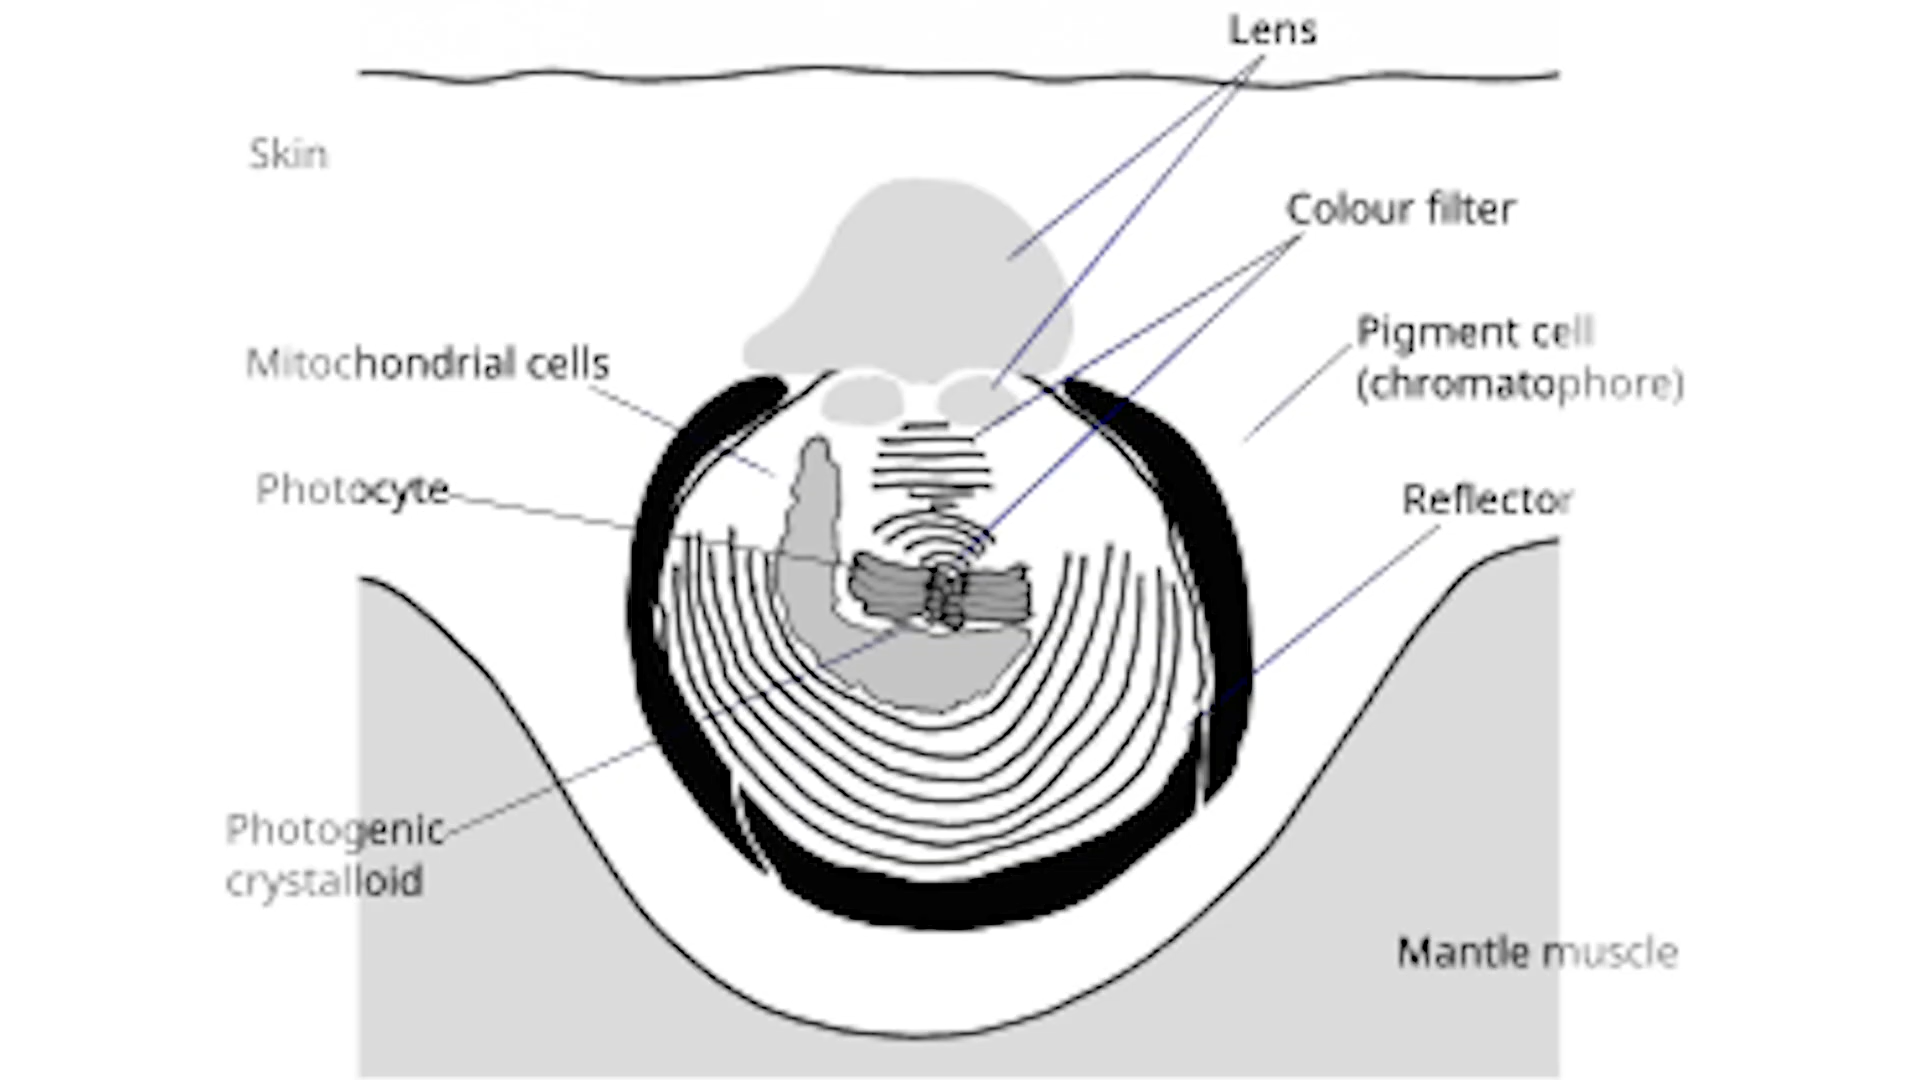 Lens
Skin
Colour filter
Mitochondrial cells
Pigment cell
(chromatophore)
Photocyte
Reflector
Photogenic
crystalloid
Mantle muscle